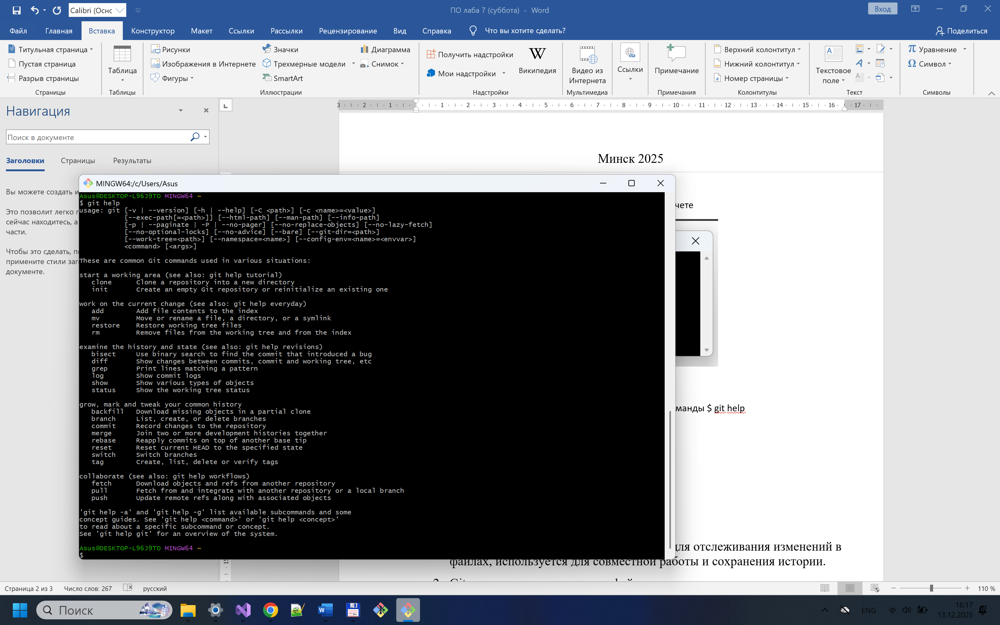 Calibri (Оснс
ПО лаба 7 (суббота) - Word
Вход
Файл Главная Вставка Конструктор Макет Ссылки Рассылки Рецензирование Вид Справка Что вы хотите сделать? Поделиться
Титульная страница
Пустая страница
Разрыв страницы
Страницы
Таблица
Таблицы
Рисунки
Изображения в Интернете
Фигуры
Значки
Трехмерные модели
SmartArt
Диаграмма
Снимок
Иллюстрации
Получить надстройки
Мои надстройки
W
Википедия
Надстройки
Видео из
Интернета
Мультимедиа
Ссылки
Примечание
Примечания
Верхний колонтитул
Нижний колонтитул
Номер страницы
Колонтитулы
Текстовое
поле
Текст
Уравнение
Символ
Символы
Навигация
Поиск в документе
Заголовки Страницы Результаты
Вы можете создать и
Это позволит легко
сейчас находитесь, а
части.
Чтобы это сделать,
примените стили
документе.
3 2 1 1 2 3 4 5 6 7 8 9 10 11 12 13 14 15 16 17
Минск 2025
чете
манды $ git help
для отслеживания изменений в
файлах, используется для совместной работы и сохранения истории.
MINGW64:/c/Users/Asus
Asus@DESKTOP-L96J9TO MINGW64 ~
$ git help
usage: git [-v | --version] [-h | --help] [-C <path>] [-c <name>=<value>]
[--exec-path[=<path>]] [--html-path] [--man-path] [--info-path]
[-p | --paginate | -P | --no-pager] [--no-replace-objects] [--no-lazy-fetch]
[--no-optional-locks] [--no-advice] [--bare] [--git-dir=<path>]
[--work-tree=<path>] [--namespace=<name>] [--config-env=<name>=<envvar>]
<command> [<args>]
These are common Git commands used in various situations:
start a working area (see also: git help tutorial)
clone Clone a repository into a new directory
init Create an empty Git repository or reinitialize an existing one
work on the current change (see also: git help everyday)
add Add file contents to the index
mv Move or rename a file, a directory, or a symlink
restore Restore working tree files
rm Remove files from the working tree and from the index
examine the history and state (see also: git help revisions)
bisect Use binary search to find the commit that introduced a bug
diff Show changes between commits, commit and working tree, etc
grep Print lines matching a pattern
log Show commit logs
show Show various types of objects
status Show the working tree status
grow, mark and tweak your common history
backfill Download missing objects in a partial clone
branch List, create, or delete branches
commit Record changes to the repository
merge Join two or more development histories together
rebase Reapply commits on top of another base tip
reset Reset current HEAD to the specified state
switch Switch branches
tag Create, list, delete or verify tags
collaborate (see also: git help workflows)
fetch Download objects and refs from another repository
pull Fetch from and integrate with another repository or a local branch
push Update remote refs along with associated objects
'git help -a' and 'git help -g' list available subcommands and some
concept guides. See 'git help <command>' or 'git help <concept>'
to read about a specific subcommand or concept.
See 'git help git' for an overview of the system.
Asus@DESKTOP-L96J9TO MINGW64 ~
$
Страница 2 из 3 Число слов: 267 русский 110 %
Поиск
ENG
16:17
13.12.2025